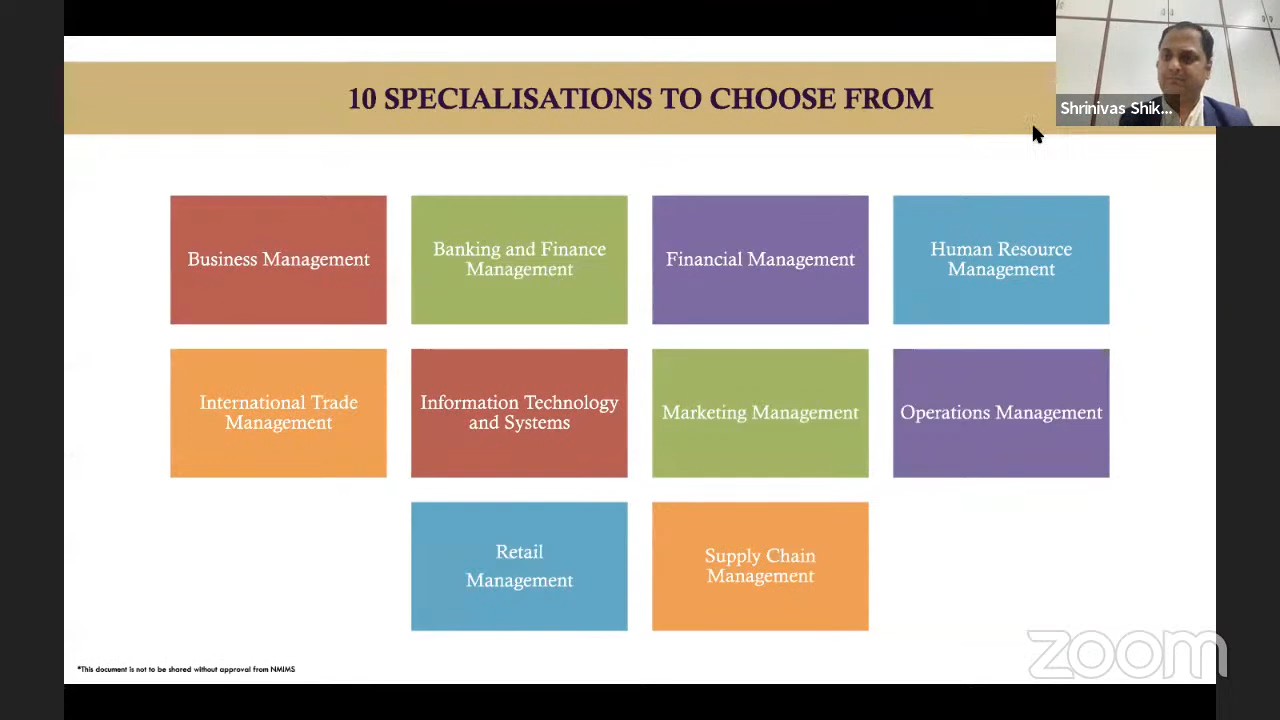 10 SPECIALISATIONS TO CHOOSE FROM
Shrinivas Shik...
Business Management
Banking and Finance
Management
Financial Management
Human Resource
Management
International Trade
Management
Information Technology
and Systems
Marketing Management
Operations Management
Retail
Management
Supply Chain
Management
*This document is not to be shared without approval from NMIMS
zoom